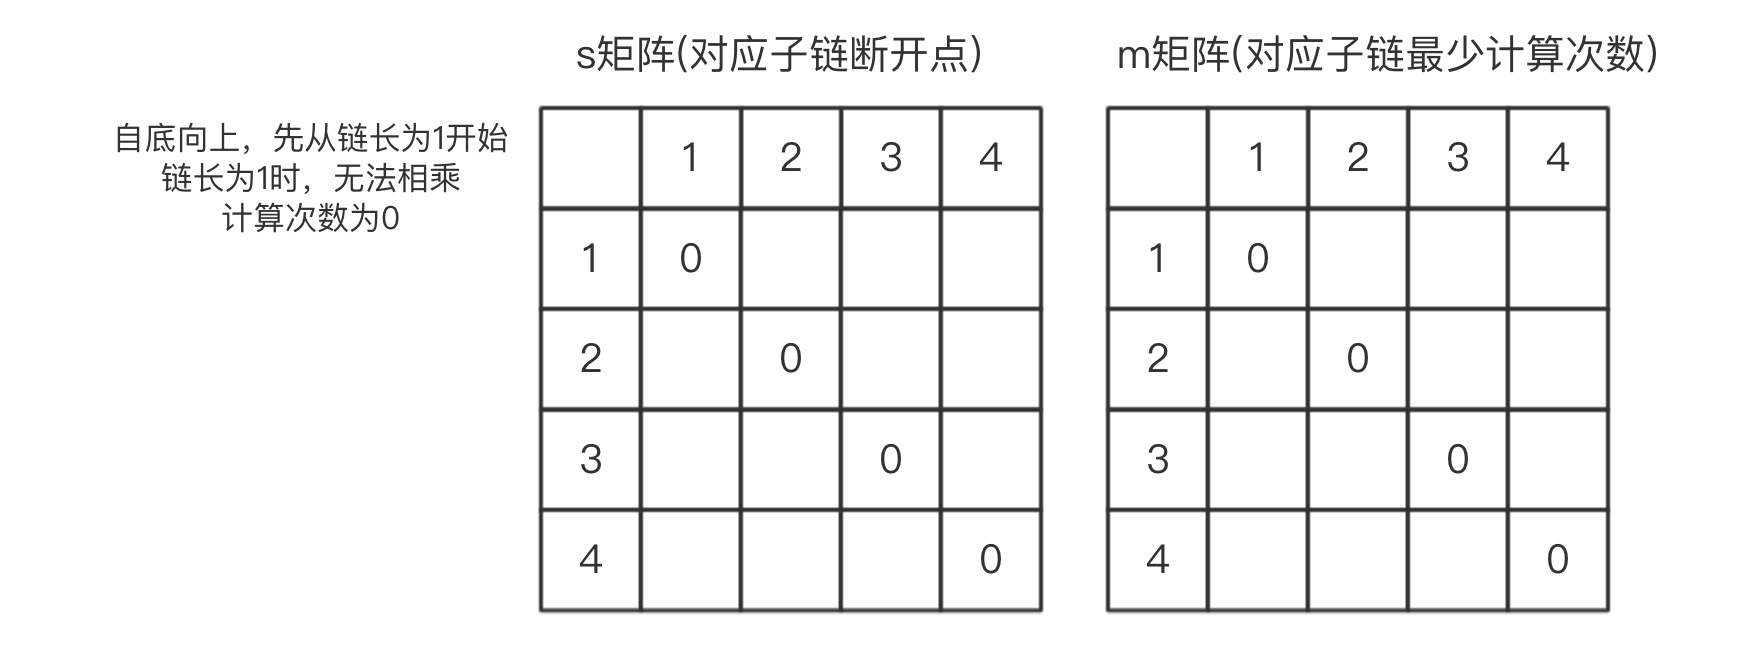 s矩阵(对应子链断开点)
m矩阵(对应子链最少计算次数)
自底向上，先从链长为1开始
链长为1时，无法相乘
计算次数为0
1 2 3 4
1 0
2 0
3 0
4 0
1 2 3 4
1 0
2 0
3 0
4 0